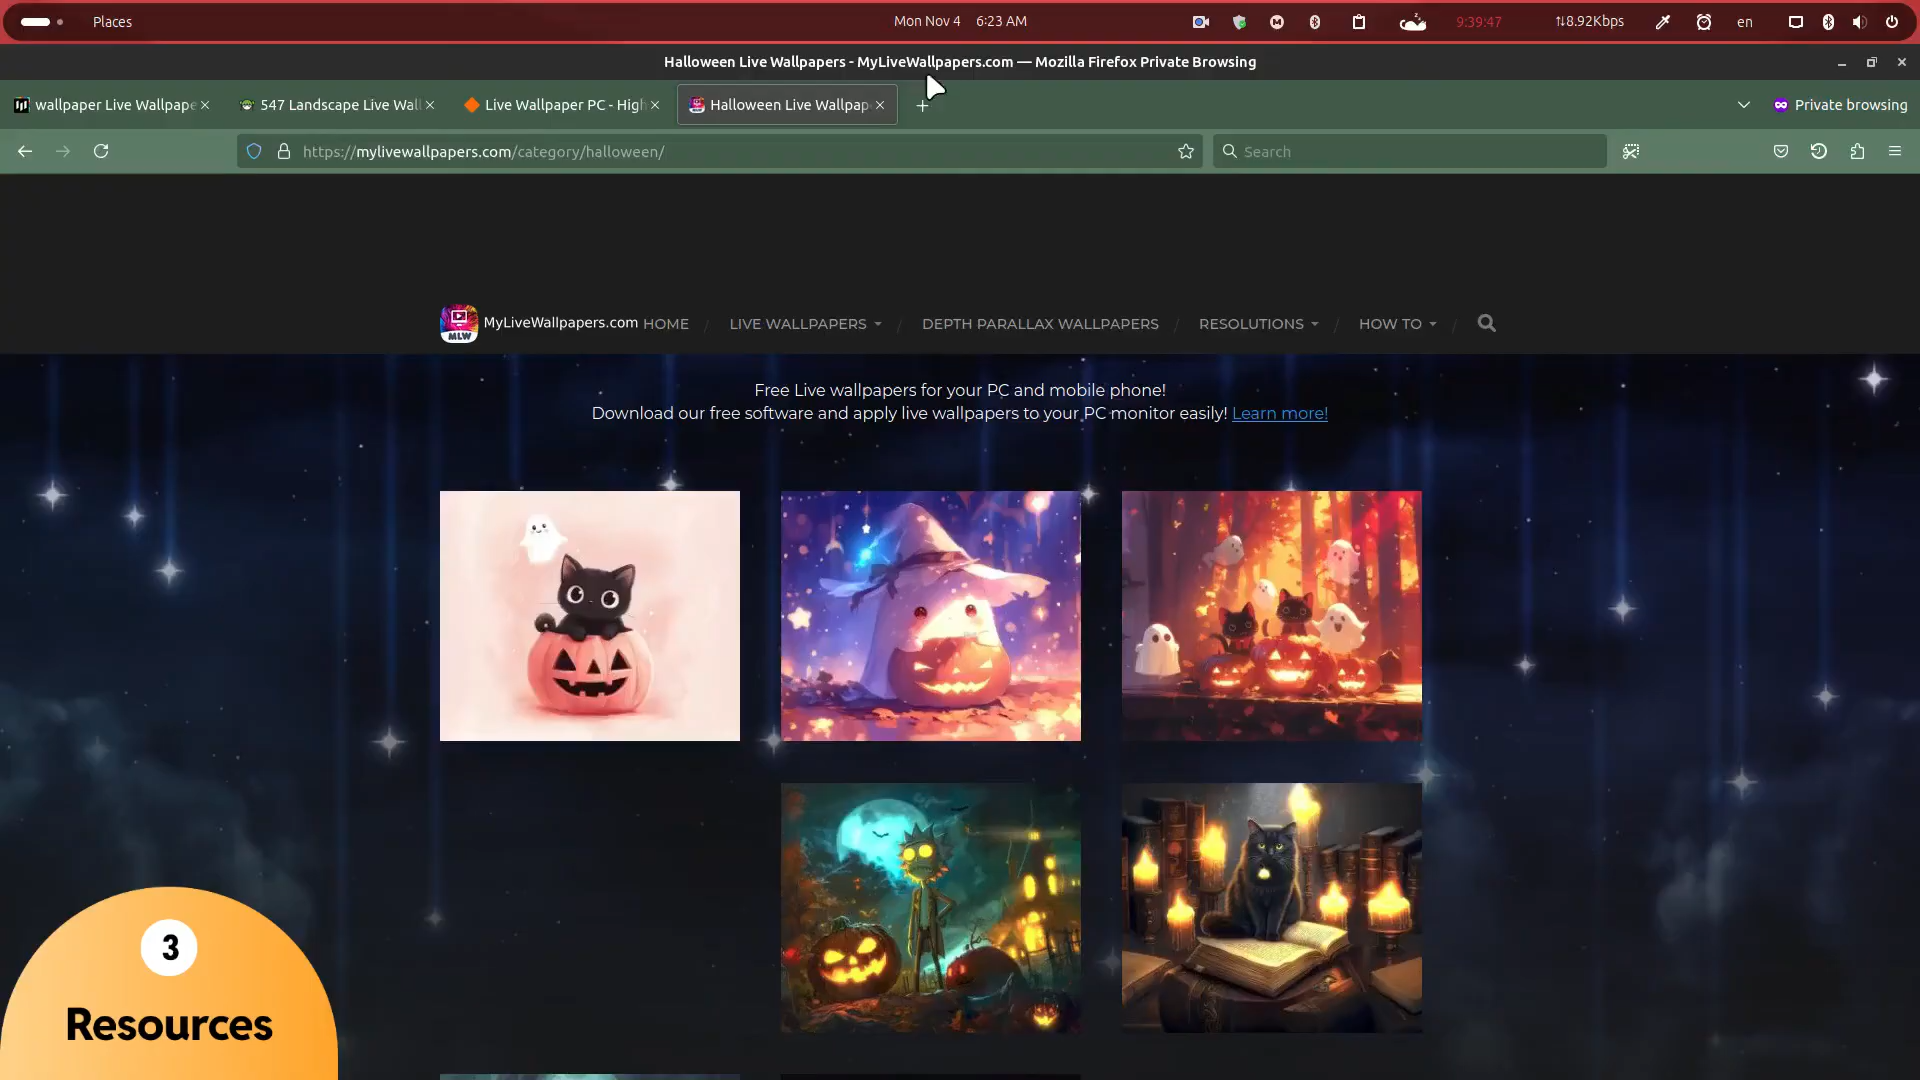 Places
Mon Nov 4 6:23 AM
9:39:47
8.92Kbps
en
Halloween Live Wallpapers - MyLiveWallpapers.com — Mozilla Firefox Private Browsing
wallpaper Live Wallpape
547 Landscape Live Wal
Live Wallpaper PC - High
Halloween Live Wallpap
Private browsing
https://mylivewallpapers.com/category/halloween/
Search
MLW
MyLiveWallpapers.com
HOME / LIVE WALLPAPERS / DEPTH PARALLAX WALLPAPERS / RESOLUTIONS / HOW TO /
Free Live wallpapers for your PC and mobile phone!
Download our free software and apply live wallpapers to your PC monitor easily! Learn more!
3
Resources